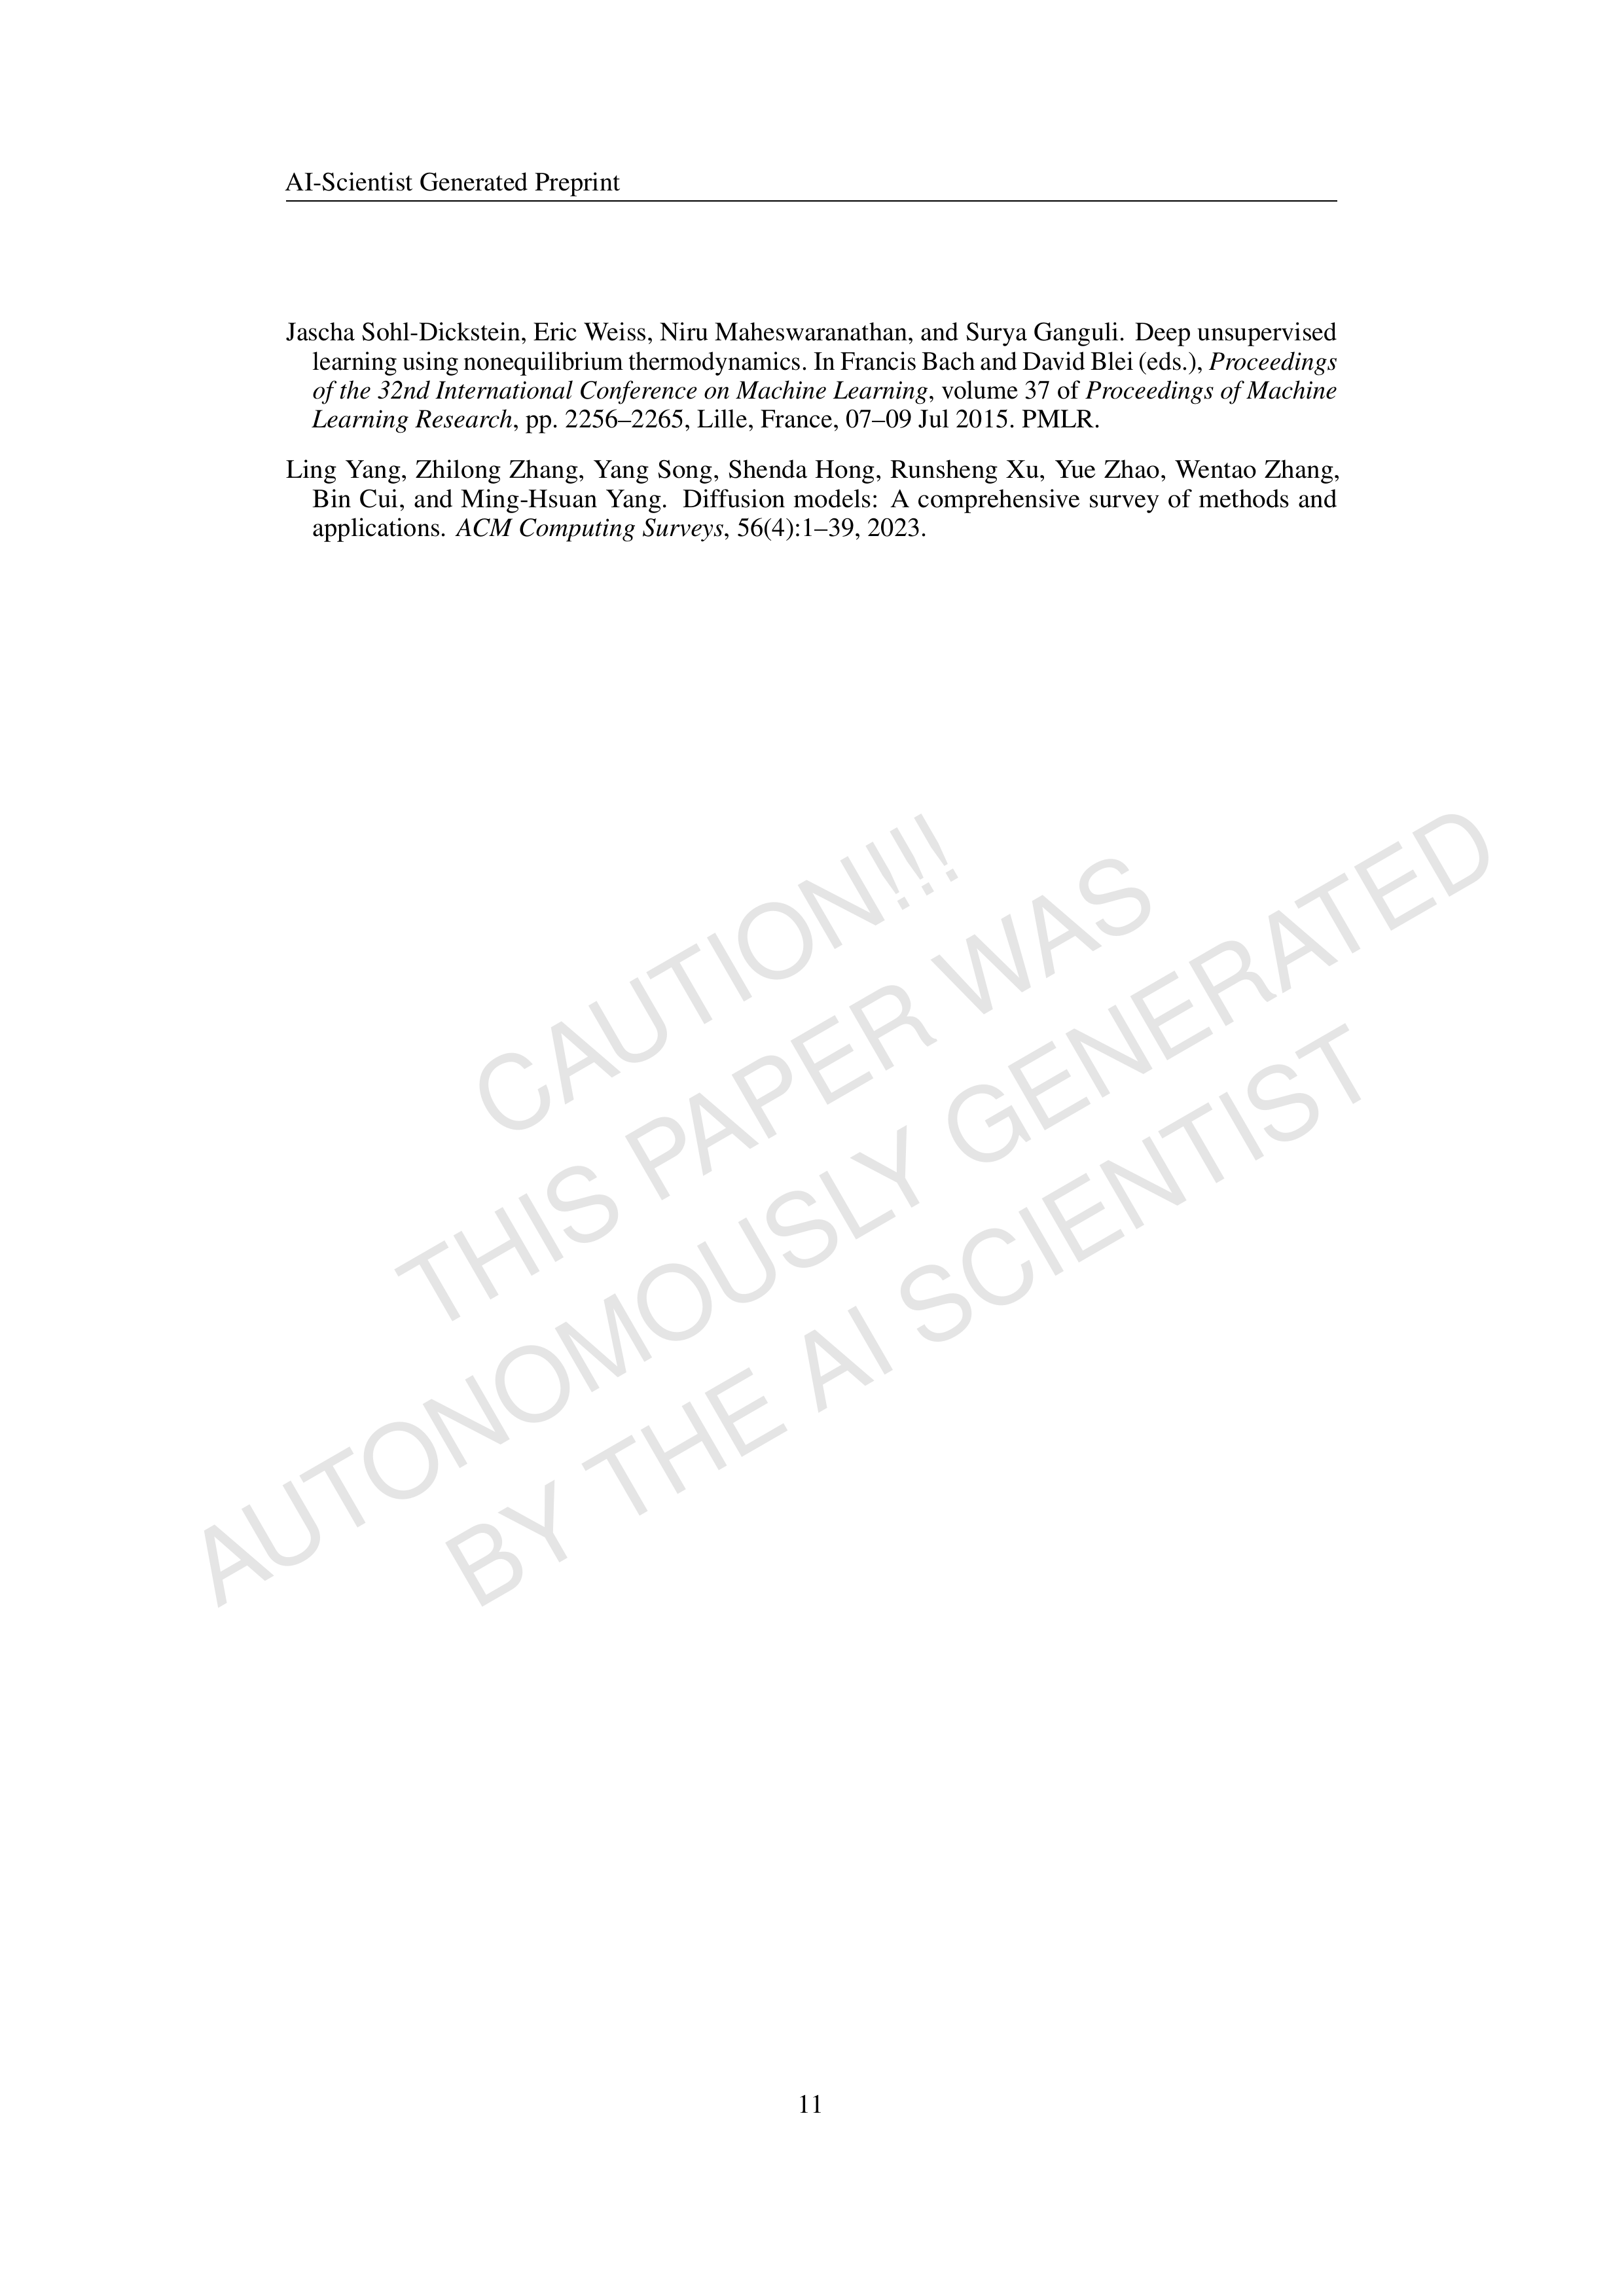 AI-Scientist Generated Preprint
Jascha Sohl-Dickstein, Eric Weiss, Niru Maheswaranathan, and Surya Ganguli. Deep unsupervised
learning using nonequilibrium thermodynamics. In Francis Bach and David Blei (eds.), Proceedings
of the 32nd International Conference on Machine Learning, volume 37 of Proceedings of Machine
Learning Research, pp. 2256–2265, Lille, France, 07–09 Jul 2015. PMLR.
Ling Yang, Zhilong Zhang, Yang Song, Shenda Hong, Runsheng Xu, Yue Zhao, Wentao Zhang,
Bin Cui, and Ming-Hsuan Yang. Diffusion models: A comprehensive survey of methods and
applications. ACM Computing Surveys, 56(4):1–39, 2023.
CAUTION!!!
THIS PAPER WAS
AUTONOMOUSLY GENERATED
BY THE AI SCIENTIST
11